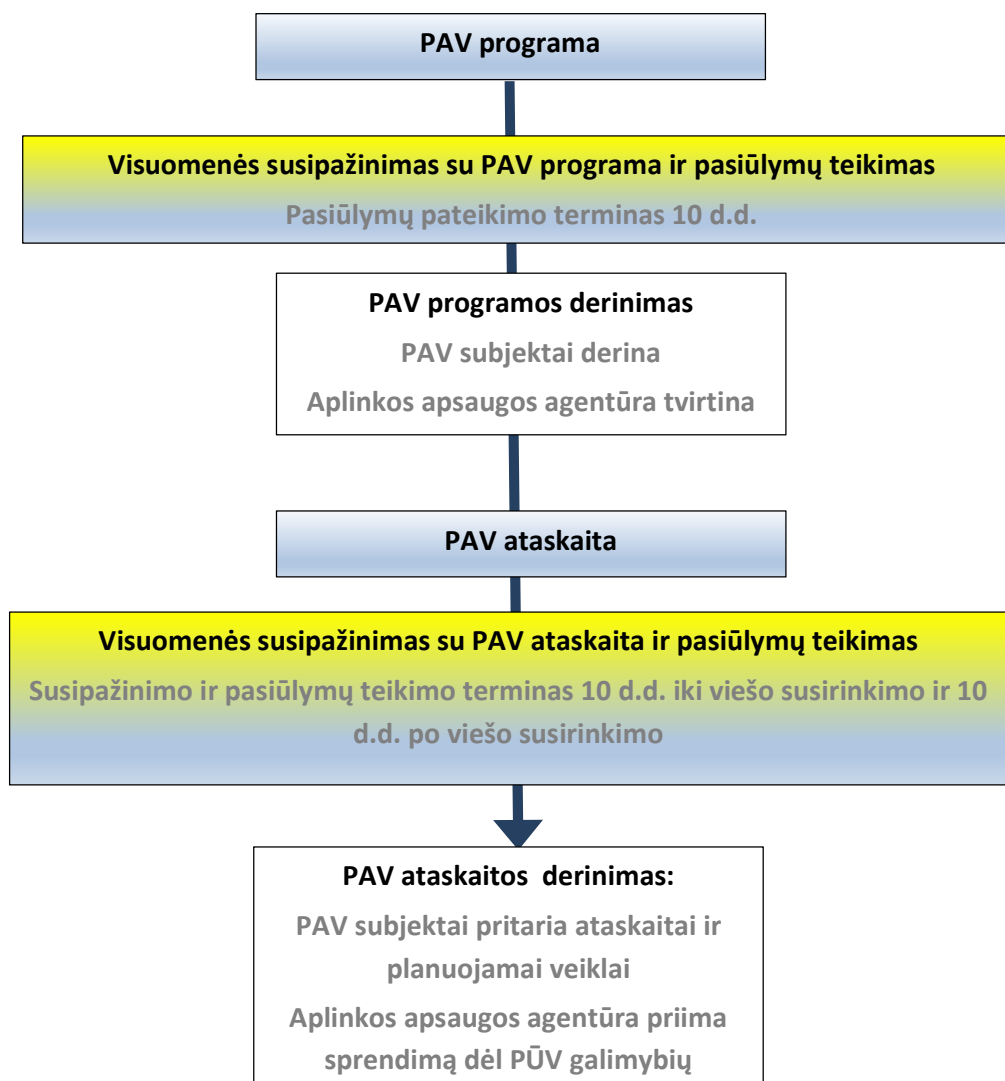 PAV programa
Visuomenės susipažinimas su PAV programa ir pasiūlymų teikimas
Pasiūlymų pateikimo terminas 10 d.d.
PAV programos derinimas
PAV subjektai derina
Aplinkos apsaugos agentūra tvirtina
PAV ataskaita
Visuomenės susipažinimas su PAV ataskaita ir pasiūlymų teikimas
Susipažinimo ir pasiūlymų teikimo terminas 10 d.d. iki viešo susirinkimo ir 10
d.d. po viešo susirinkimo
PAV ataskaitos derinimas:
PAV subjektai pritaria ataskaitai ir
planuojamai veiklai
Aplinkos apsaugos agentūra priima
sprendimą dėl PŪV galimybių